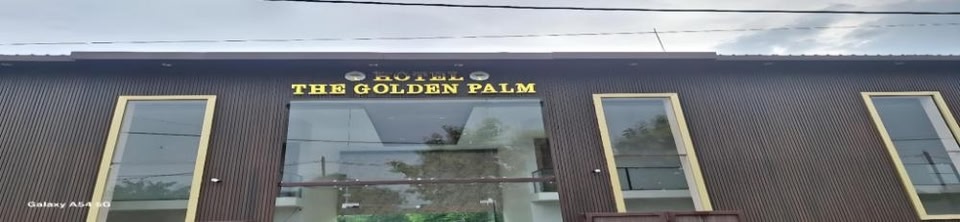 HOTEL
THE GOLDEN PALM
Galaxy A54 5G